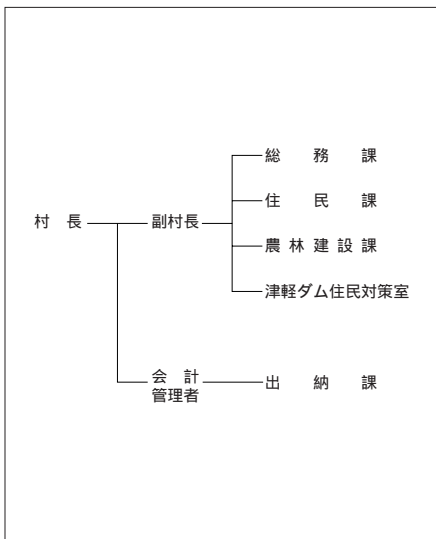 総務課
住民課
村長
副村長
農林建設課
津軽ダム住民対策室
会計
管理者
出納課